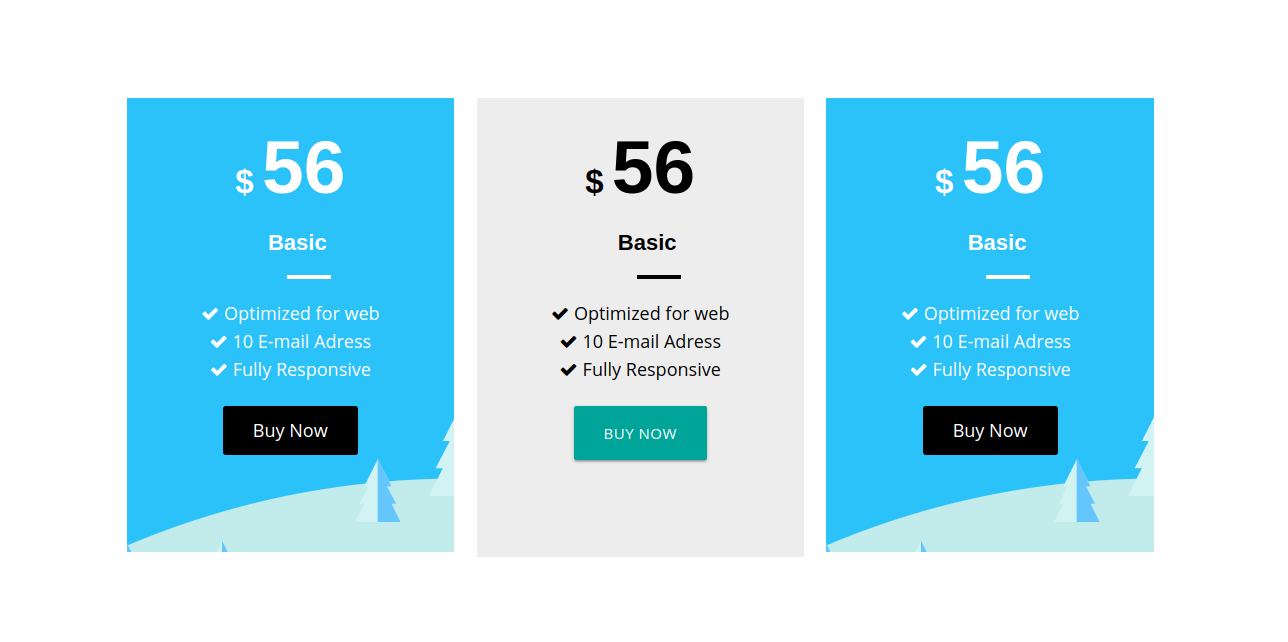 $ 56
Basic
Optimized for web
10 E-mail Adress
Fully Responsive
Buy Now
$ 56
Basic
Optimized for web
10 E-mail Adress
Fully Responsive
BUY NOW
$ 56
Basic
Optimized for web
10 E-mail Adress
Fully Responsive
Buy Now